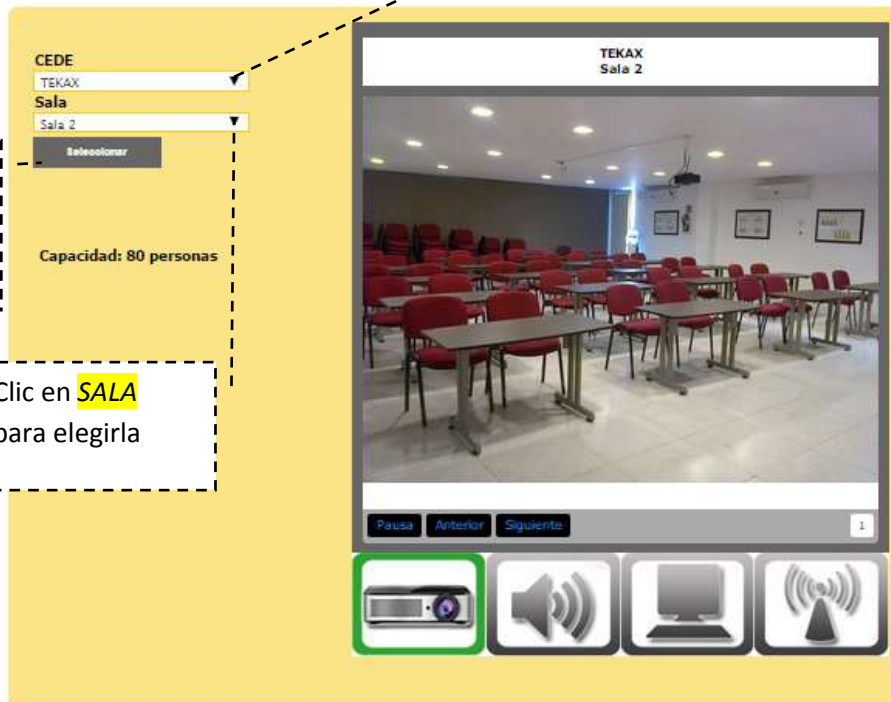 CEDE
TEKAX
Sala
Sala 2
Seleccionar
Capacidad: 80 personas
Clic en SALA
para elegirla
TEKAX
Sala 2
Pausa Anterior Siguiente
1